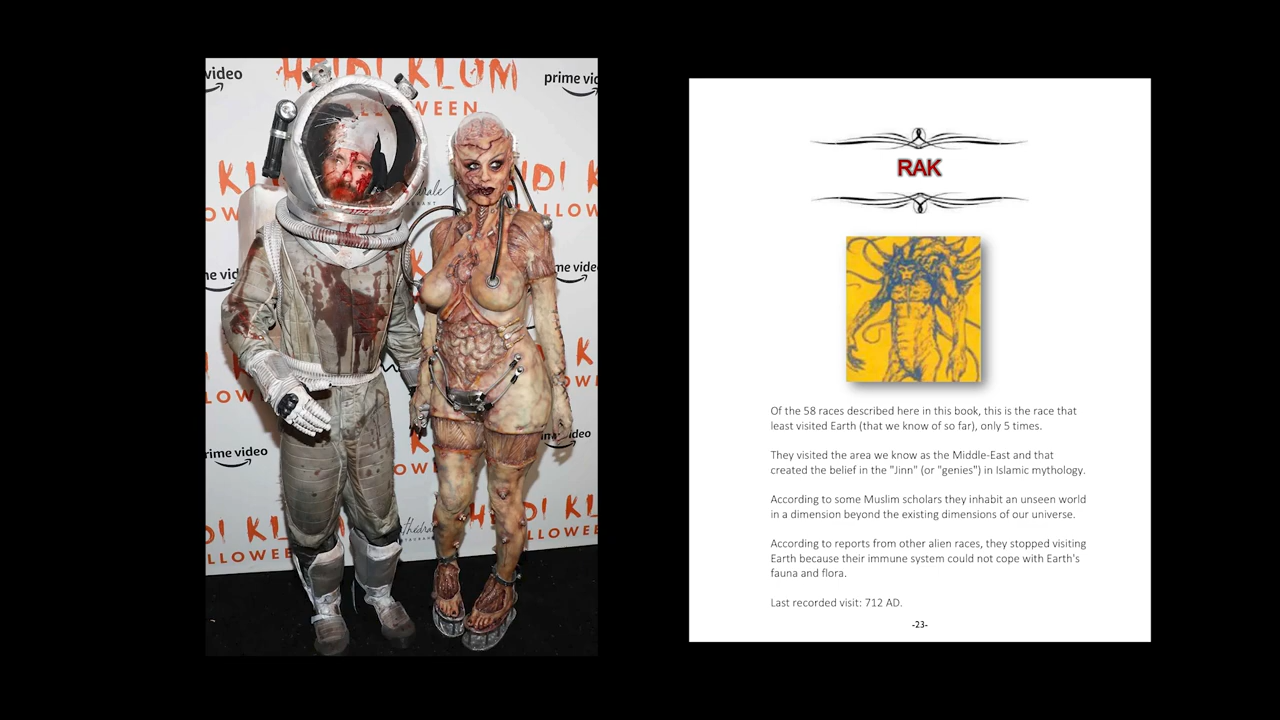 video
HEIDI KLUM
prime vid
HALLOWEEN
RAK
Of the 58 races described here in this book, this is the race that
least visited Earth (that we know of so far), only 5 times.
They visited the area we know as the Middle-East and that
created the belief in the "Jinn" (or "genies") in Islamic mythology.
According to some Muslim scholars they inhabit an unseen world
in a dimension beyond the existing dimensions of our universe.
According to reports from other alien races, they stopped visiting
Earth because their immune system could not cope with Earth's
fauna and flora.
Last recorded visit: 712 AD.
-23-
prime video